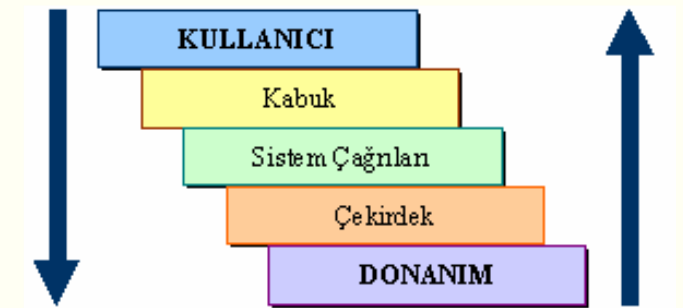 KULLANICI
Kabuk
Sistem Çağrıları
Çekirdek
DONANIM